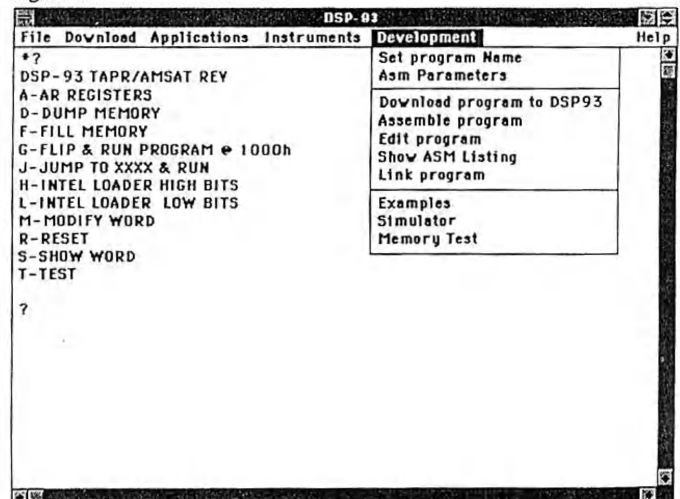 DSP-93
File Download Applications Instruments Development Help
*?
DSP-93 TAPR/AMSAT REV
A-AR REGISTERS
D-DUMP MEMORY
F-FILL MEMORY
G-FLIP & RUN PROGRAM @ 1000h
J-JUMP TO XXXX & RUN
H-INTEL LOADER HIGH BITS
L-INTEL LOADER LOW BITS
M-MODIFY WORD
R-RESET
S-SHOW WORD
T-TEST
?
Set program Name
Asm Parameters
Download program to DSP93
Assemble program
Edit program
Show ASM Listing
Link program
Examples
Simulator
Memory Test